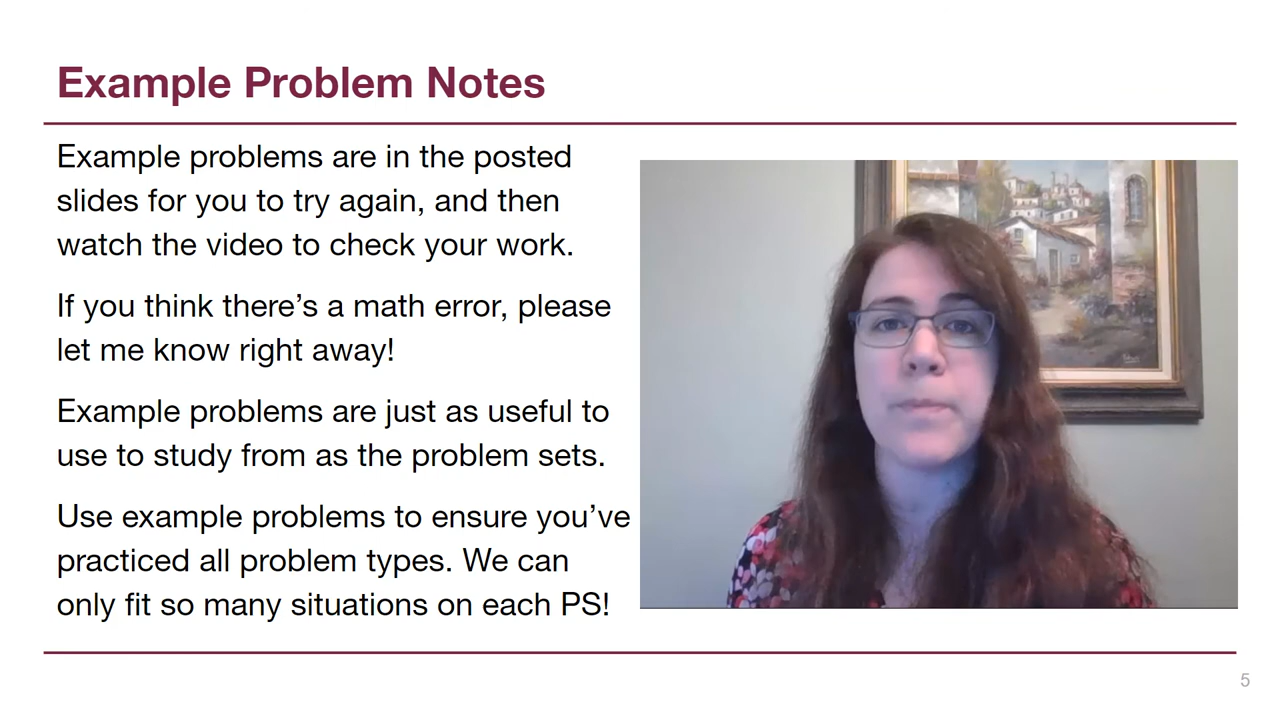 Example Problem Notes
Example problems are in the posted
slides for you to try again, and then
watch the video to check your work.
If you think there’s a math error, please
let me know right away!
Example problems are just as useful to
use to study from as the problem sets.
Use example problems to ensure you’ve
practiced all problem types. We can
only fit so many situations on each PS!
5